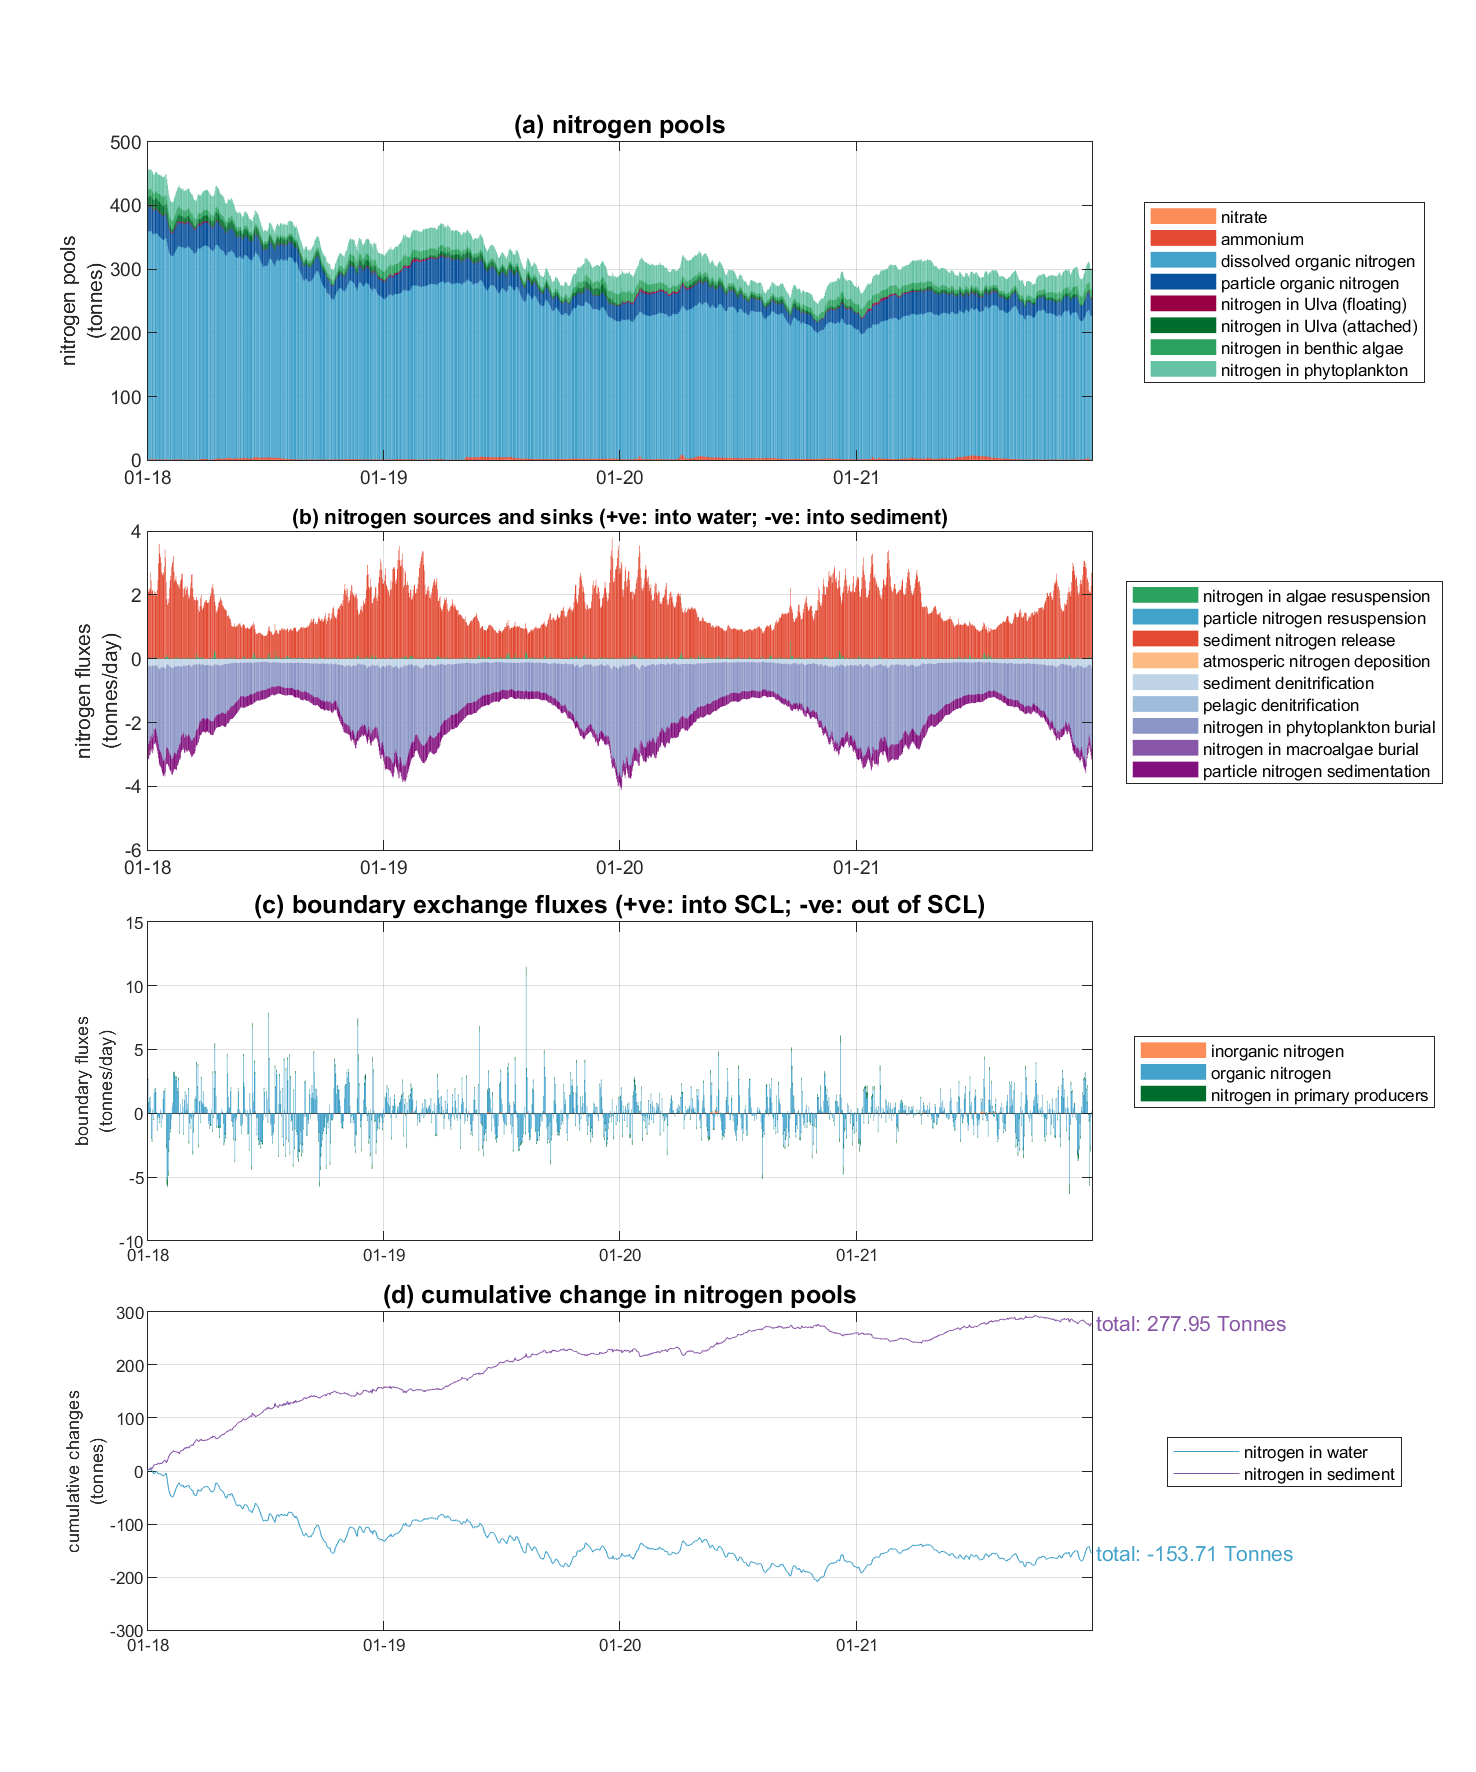 (a) nitrogen pools
500
400
300
200
100
0
nitrogen pools
(tonnes)
01-18
01-19
01-20
01-21
nitrate
ammonium
dissolved organic nitrogen
particle organic nitrogen
nitrogen in Ulva (floating)
nitrogen in Ulva (attached)
nitrogen in benthic algae
nitrogen in phytoplankton
(b) nitrogen sources and sinks (+ve: into water; -ve: into sediment)
4
2
0
-2
-4
-6
nitrogen fluxes
(tonnes/day)
01-18
01-19
01-20
01-21
nitrogen in algae resuspension
particle nitrogen resuspension
sediment nitrogen release
atmosperic nitrogen deposition
sediment denitrification
pelagic denitrification
nitrogen in phytoplankton burial
nitrogen in macroalgae burial
particle nitrogen sedimentation
(c) boundary exchange fluxes (+ve: into SCL; -ve: out of SCL)
15
10
5
0
-5
-10
boundary fluxes
(tonnes/day)
01-18
01-19
01-20
01-21
inorganic nitrogen
organic nitrogen
nitrogen in primary producers
(d) cumulative change in nitrogen pools
300
200
100
0
-100
-200
-300
cumulative changes
(tonnes)
01-18
01-19
01-20
01-21
total: 277.95 Tonnes
nitrogen in water
nitrogen in sediment
total: -153.71 Tonnes